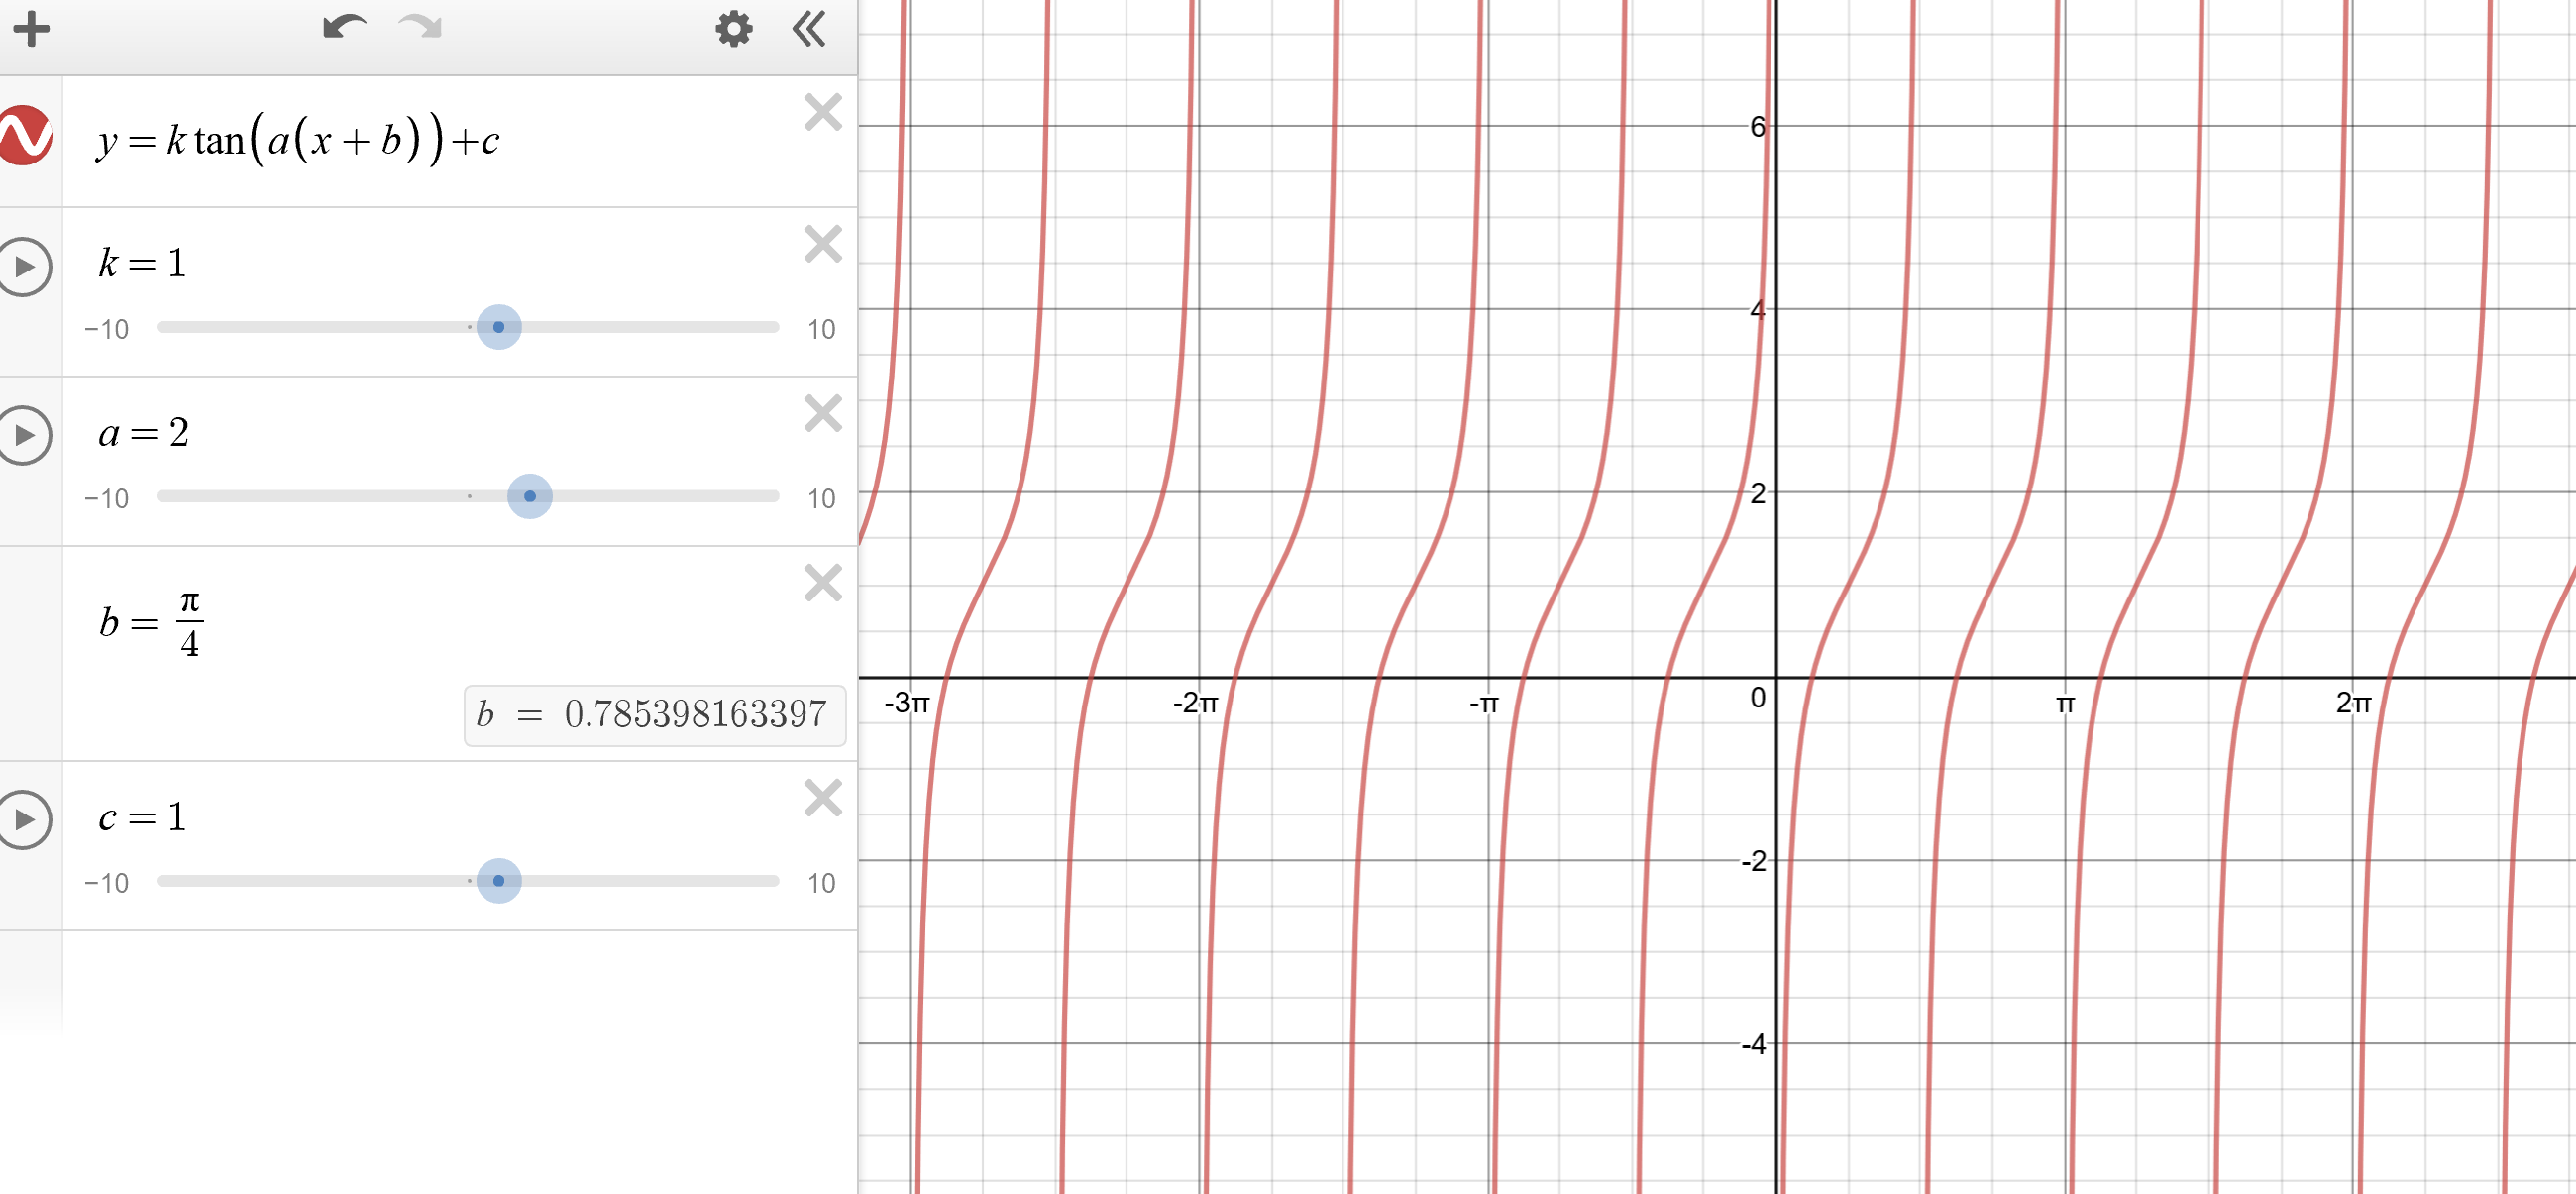 y = k tan(a(x + b)) + c
k = 1
−10 10
a = 2
−10 10
b = π/4
b = 0.785398163397
c = 1
−10 10
6
4
2
-3π -2π -π 0 π 2π
-2
-4